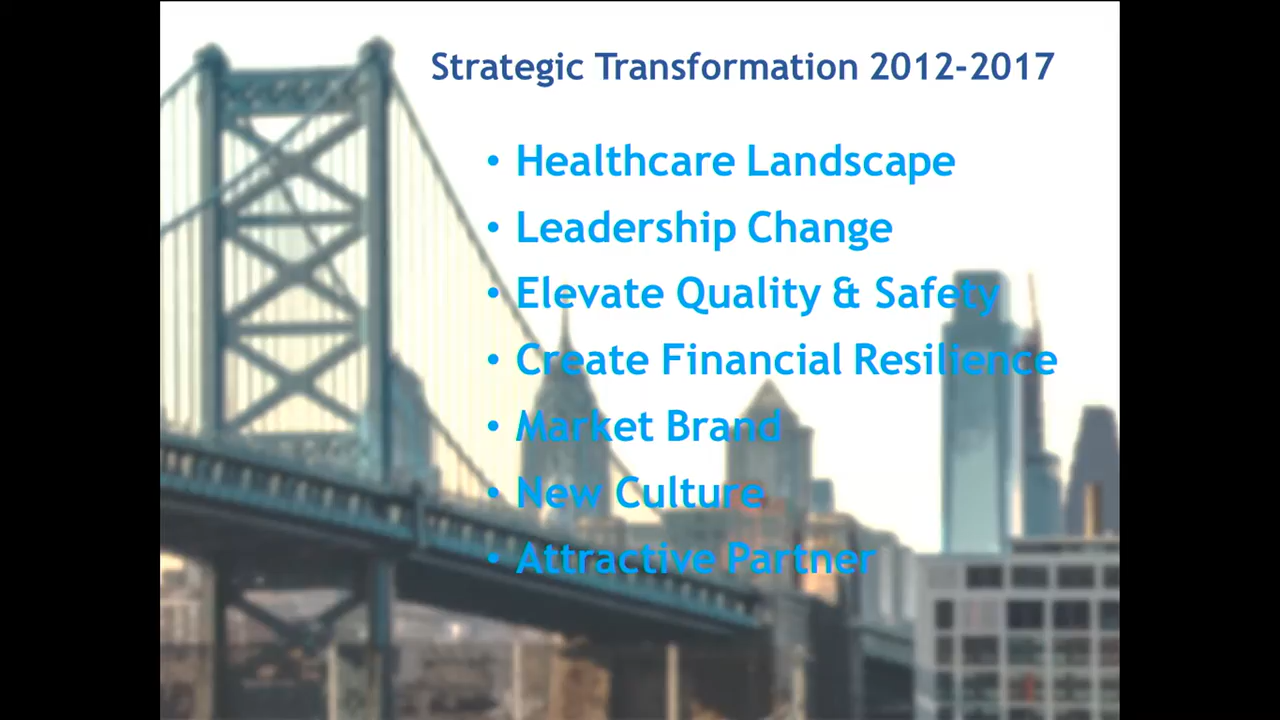 Strategic Transformation 2012-2017
• Healthcare Landscape
• Leadership Change
• Elevate Quality & Safety
• Create Financial Resilience
• Market Brand
• New Culture
• Attractive Partner